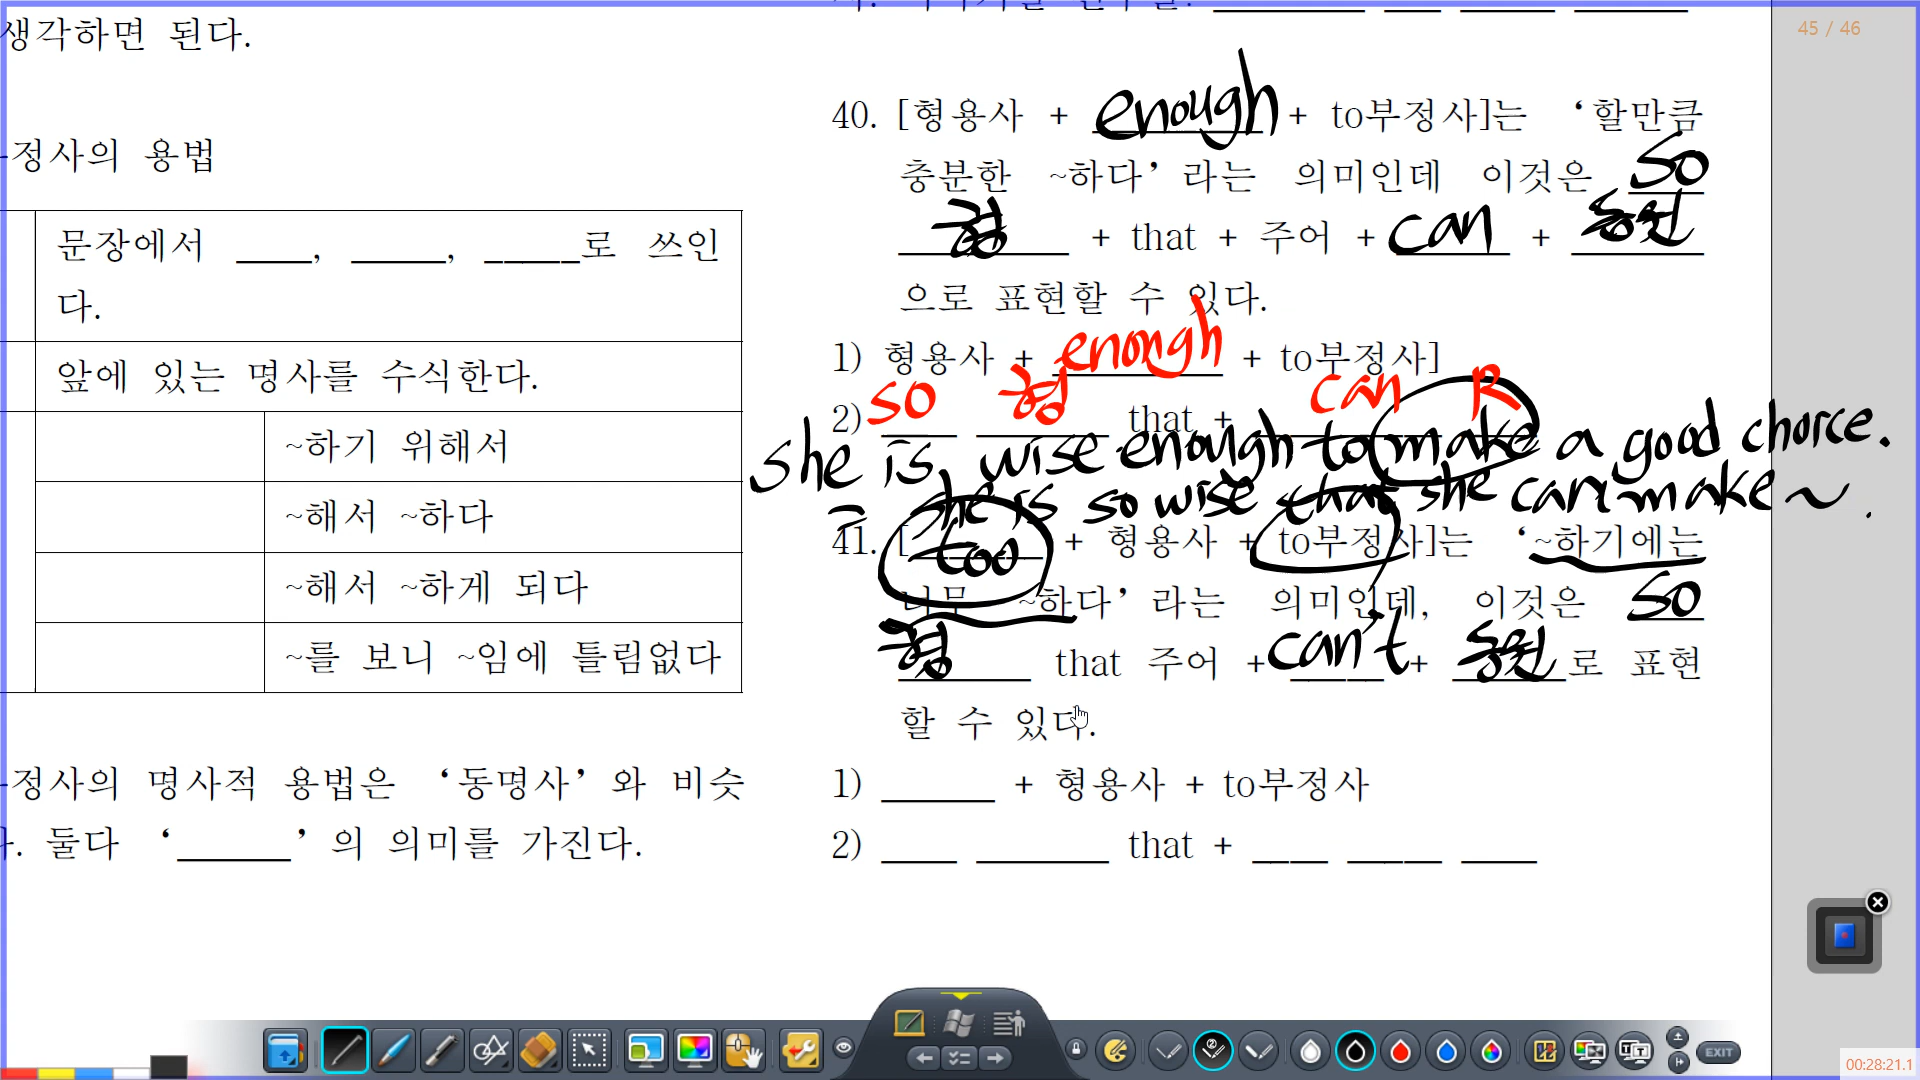 생각하면 된다.
정사의 용법
문장에서 ____, _____, _____로 쓰인
다.
앞에 있는 명사를 수식한다.
~하기 위해서
~해서 ~하다
~해서 ~하게 되다
~를 보니 ~임에 틀림없다
정사의 명사적 용법은 ‘동명사’와 비슷
. 둘다 ‘______’의 의미를 가진다.
45 / 46
40. [형용사 + enough + to부정사]는 ‘할만큼
충분한 ~하다’라는 의미인데 이것은 so
형 + that + 주어 + can + 동원
으로 표현할 수 있다.
1) 형용사 + enough + to부정사]
2) so 형 that + can R
she is wise enough to make a good choice.
she is so wise that she can make ~.
41. [too + 형용사 + to부정사]는 ‘~하기에는
너무 ~하다’라는 의미인데, 이것은 so
형 that 주어 + can't + 동원로 표현
할 수 있다.
1) ______ + 형용사 + to부정사
2) ____ _______ that + ____ _____ ____
EXIT
00:28:21.1